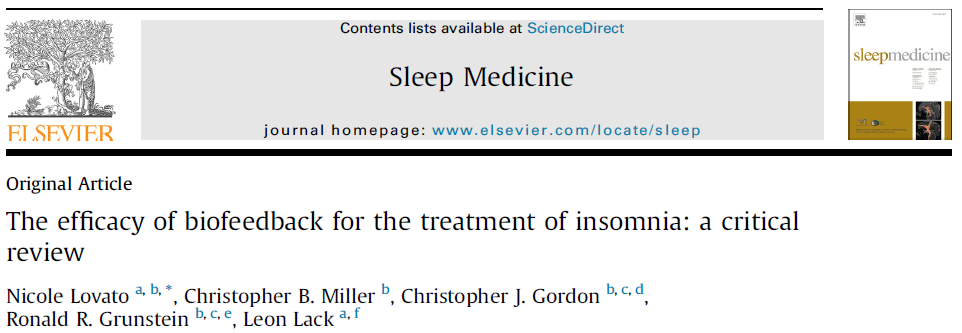 Contents lists available at ScienceDirect
Sleep Medicine
journal homepage: www.elsevier.com/locate/sleep
ELSEVIER
sleepmedicine
Original Article
The efficacy of biofeedback for the treatment of insomnia: a critical
review
Nicole Lovato a, b, *, Christopher B. Miller b, Christopher J. Gordon b, c, d,
Ronald R. Grunstein b, c, e, Leon Lack a, f